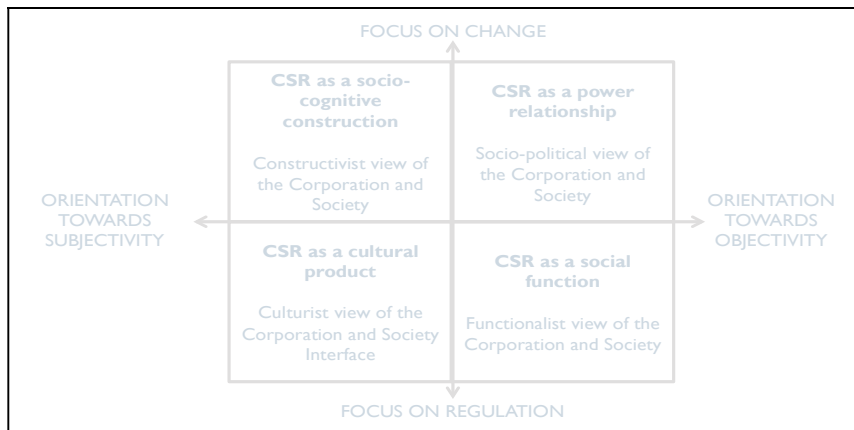 FOCUS ON CHANGE
CSR as a socio-
cognitive
construction
Constructivist view of
the Corporation and
Society
CSR as a power
relationship
Socio-political view of
the Corporation and
Society
ORIENTATION
TOWARDS
SUBJECTIVITY
ORIENTATION
TOWARDS
OBJECTIVITY
CSR as a cultural
product
Culturist view of the
Corporation and Society
Interface
CSR as a social
function
Functionalist view of the
Corporation and Society
FOCUS ON REGULATION